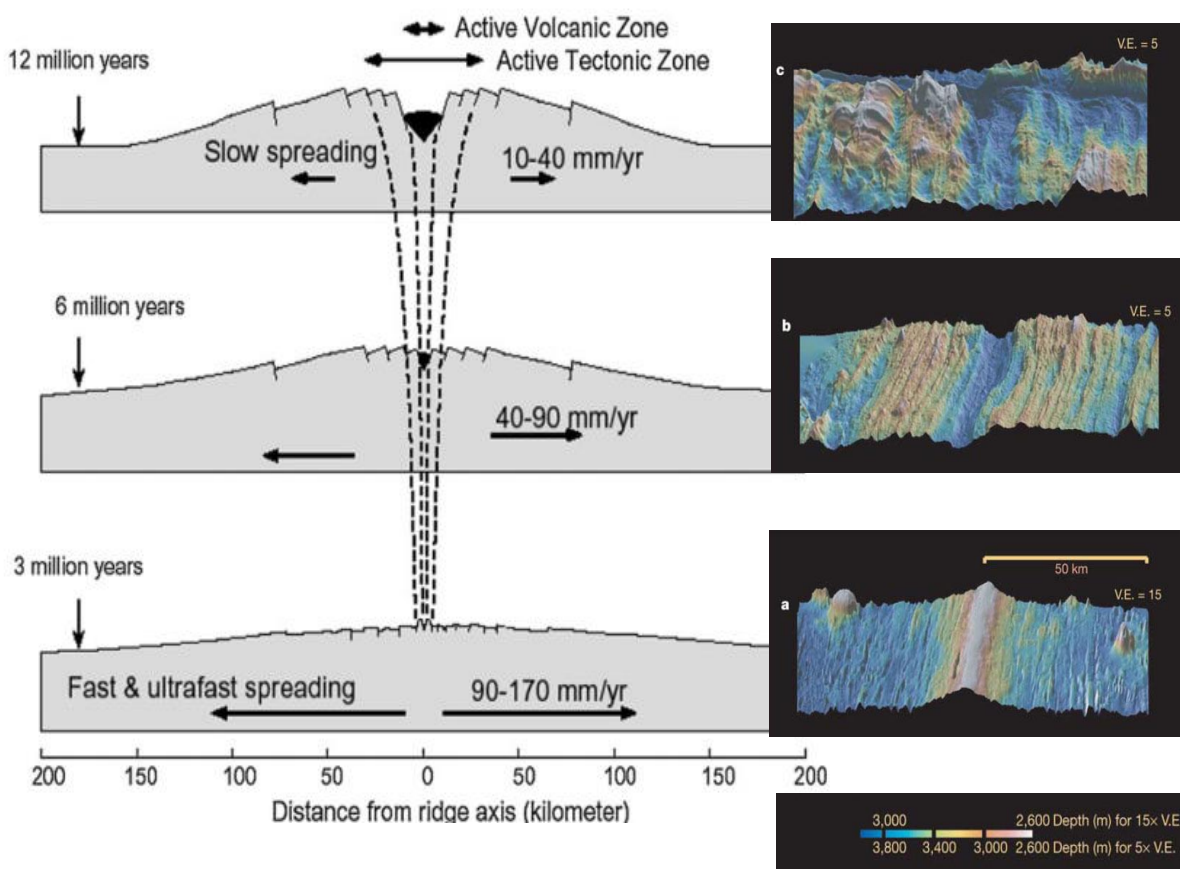 Active Volcanic Zone
12 million years
Active Tectonic Zone
Slow spreading
10-40 mm/yr
6 million years
40-90 mm/yr
3 million years
Fast & ultrafast spreading
90-170 mm/yr
200 150 100 50 0 50 100 150 200
Distance from ridge axis (kilometer)
V.E. = 5
c
V.E. = 5
b
50 km
V.E. = 15
a
3,000 2,600 Depth (m) for 15× V.E
3,800 3,400 3,000 2,600 Depth (m) for 5× V.E.